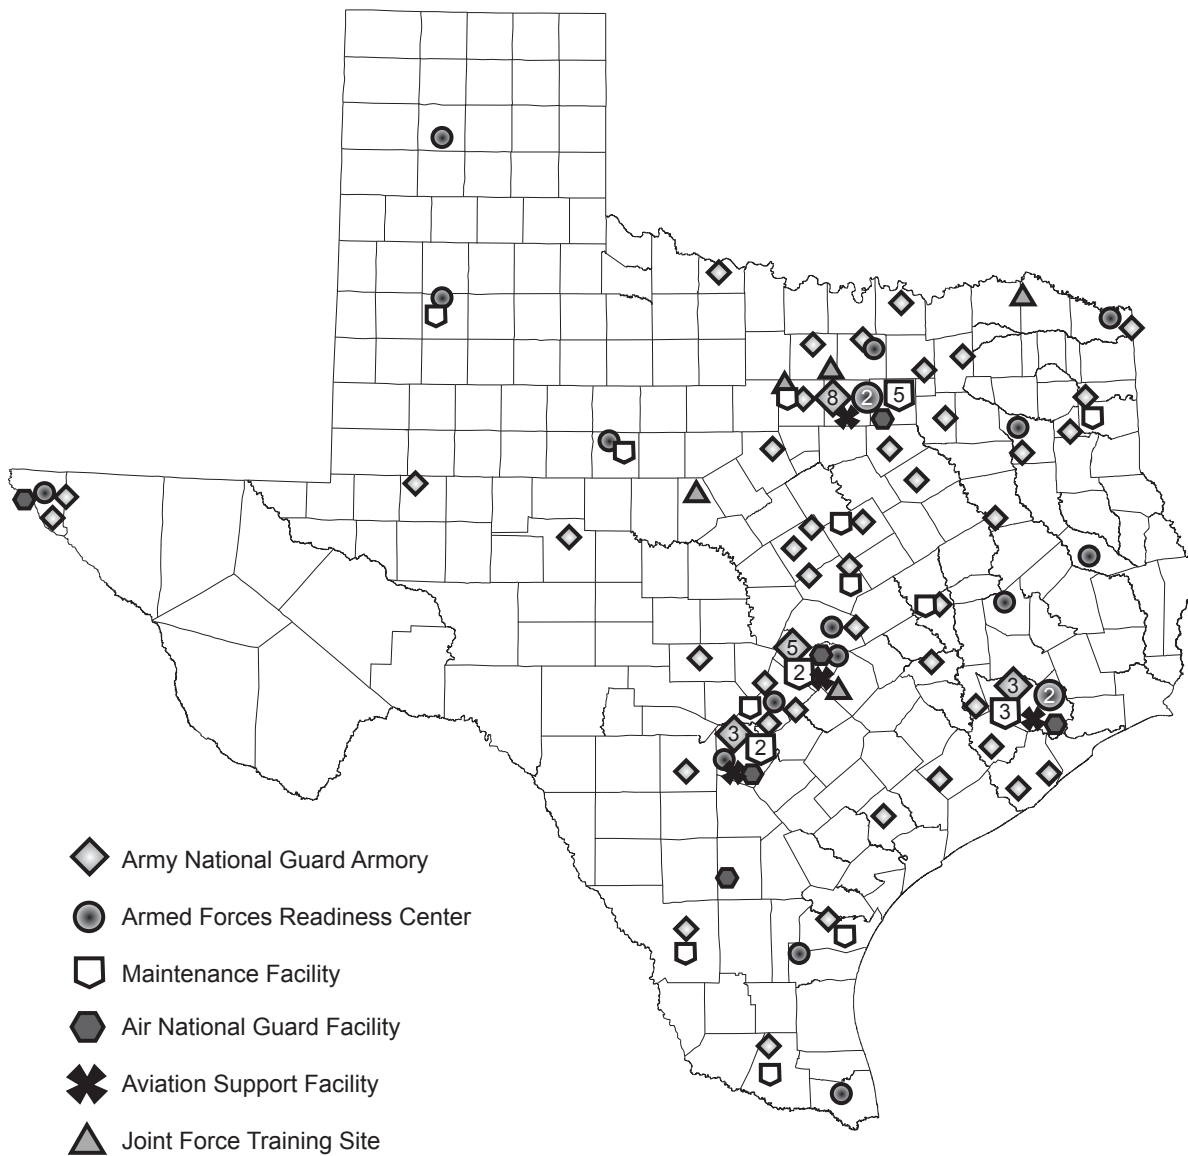 8
2
5
5
2
3
2
3
3
2
Army National Guard Armory
Armed Forces Readiness Center
Maintenance Facility
Air National Guard Facility
Aviation Support Facility
Joint Force Training Site